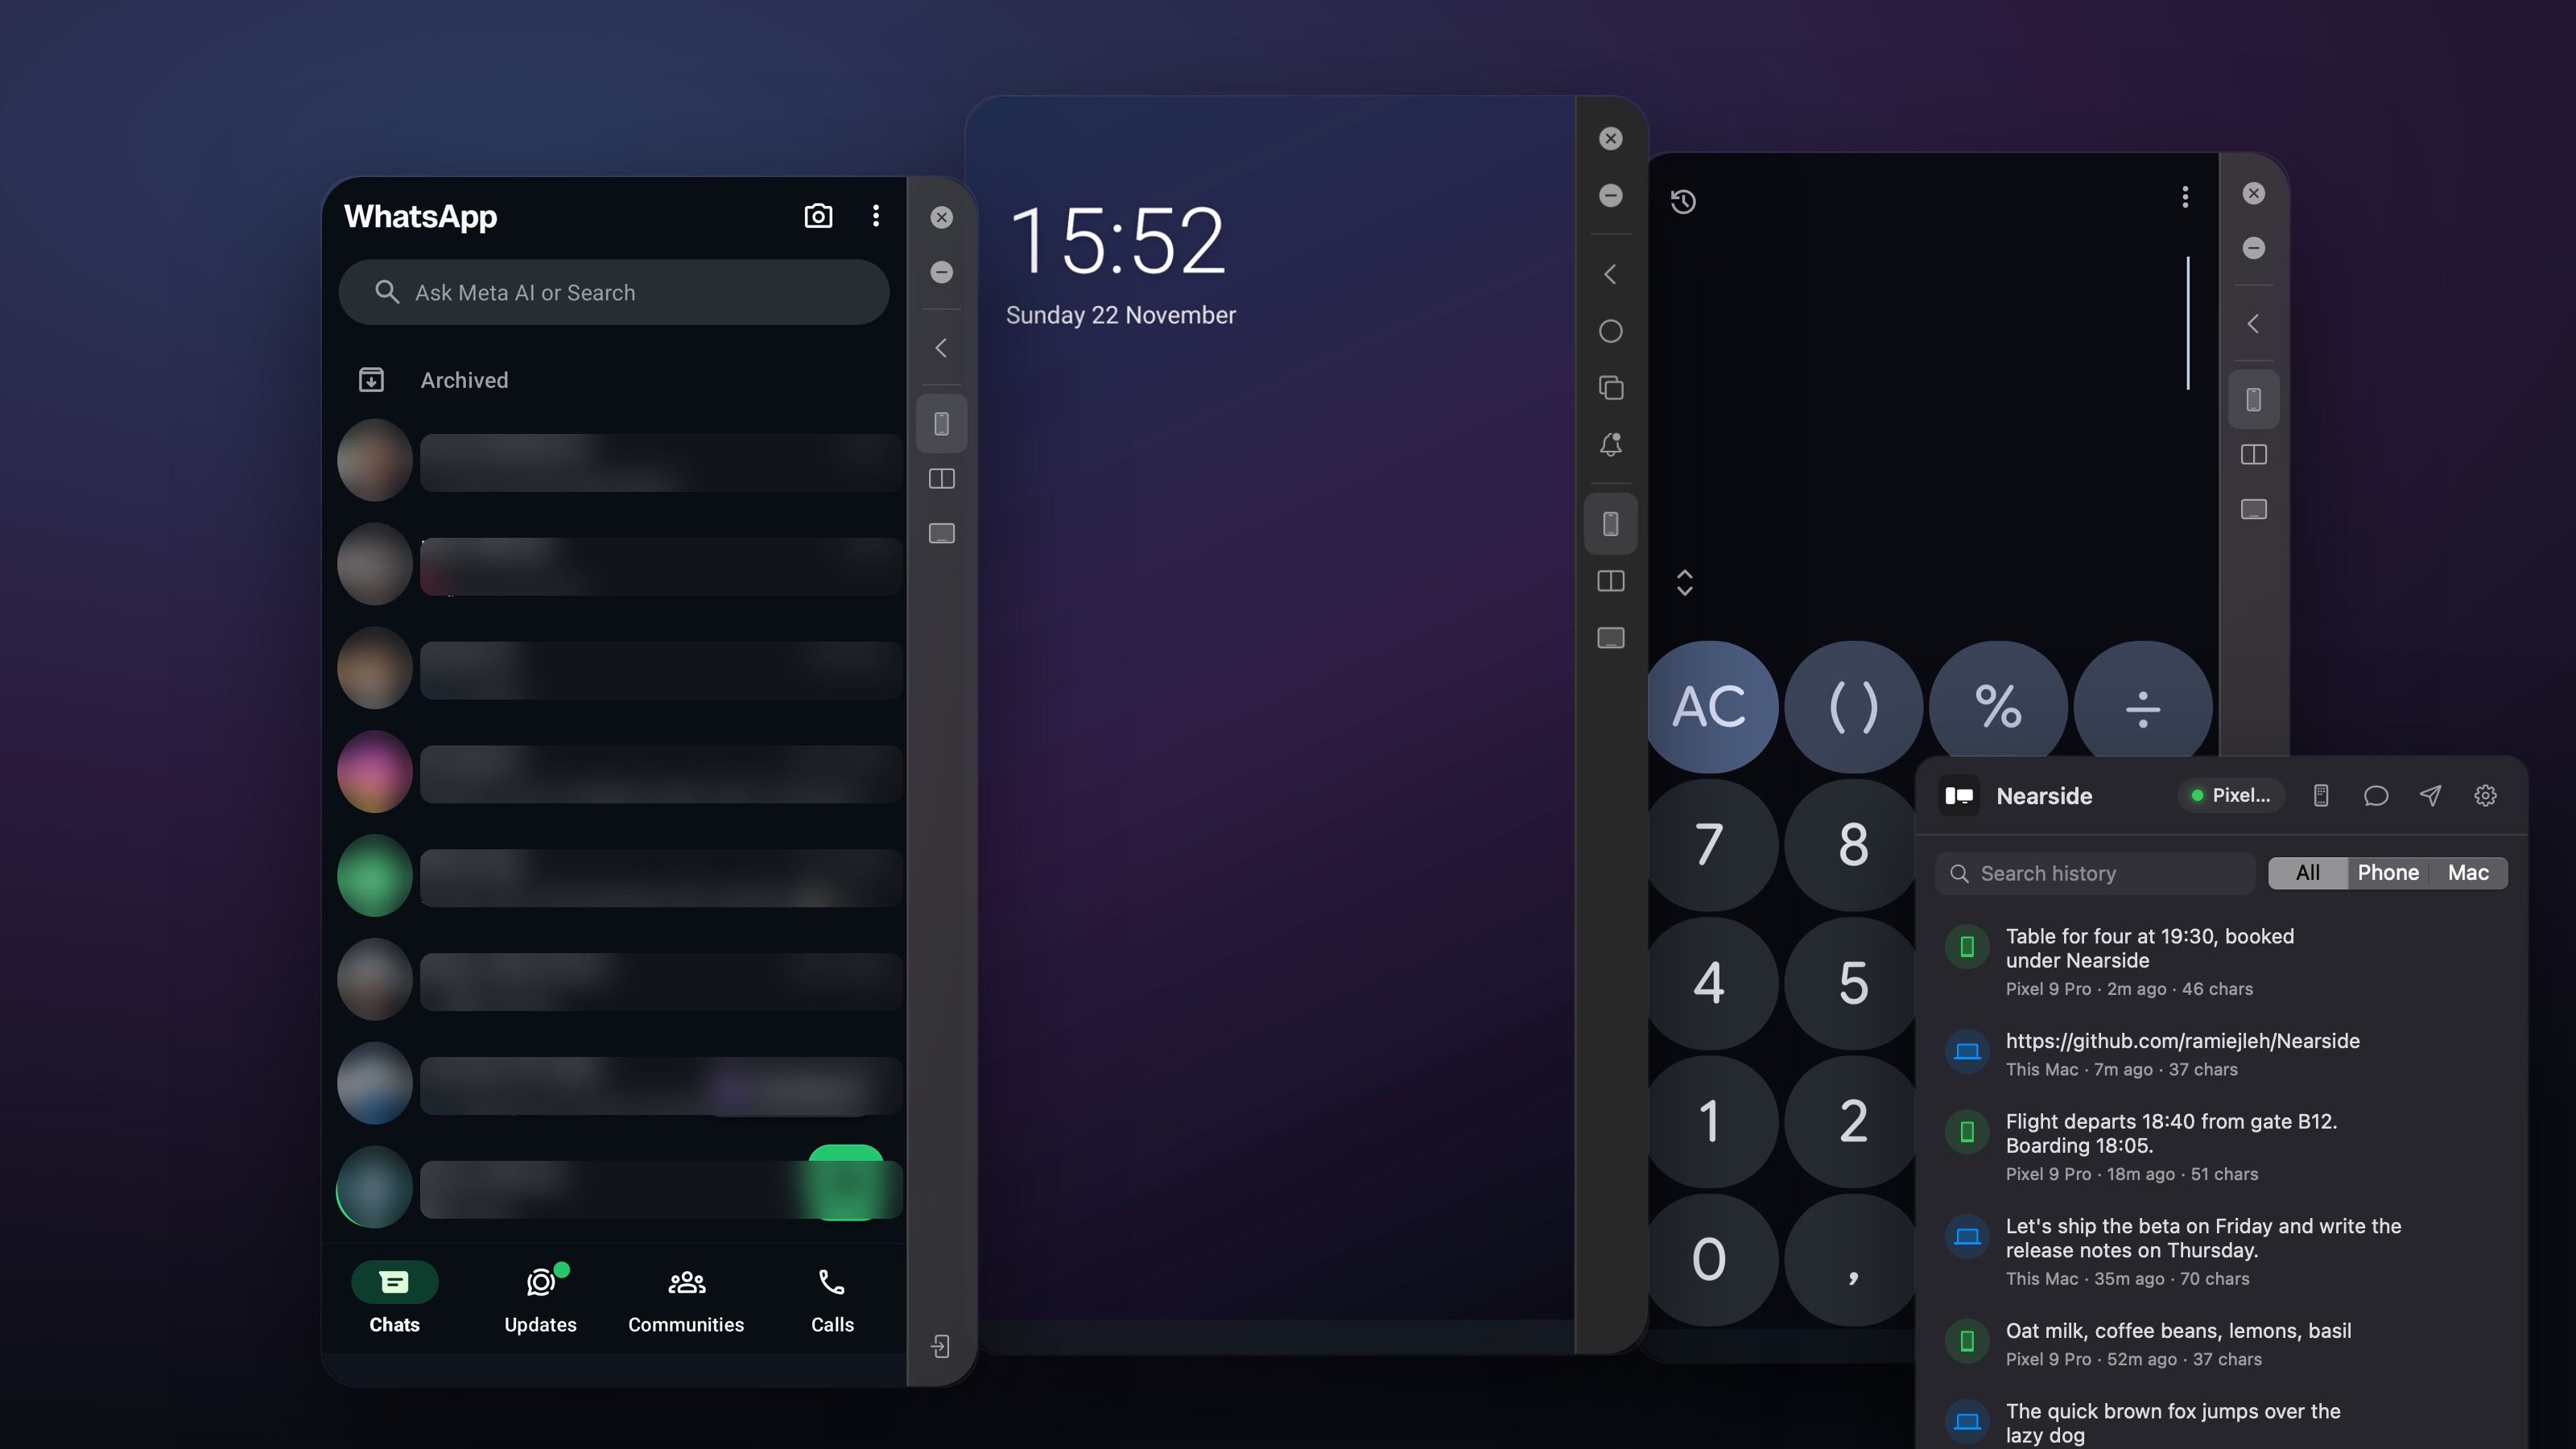 WhatsApp
Ask Meta AI or Search
Archived
Chats
Updates
Communities
Calls
15:52
Sunday 22 November
AC
( )
%
÷
7
8
4
5
1
2
0
,
Nearside
Pixel...
Search history
All
Phone
Mac
Table for four at 19:30, booked
under Nearside
Pixel 9 Pro · 2m ago · 46 chars
https://github.com/ramiejleh/Nearside
This Mac · 7m ago · 37 chars
Flight departs 18:40 from gate B12.
Boarding 18:05.
Pixel 9 Pro · 18m ago · 51 chars
Let's ship the beta on Friday and write the
release notes on Thursday.
This Mac · 35m ago · 70 chars
Oat milk, coffee beans, lemons, basil
Pixel 9 Pro · 52m ago · 37 chars
The quick brown fox jumps over the
lazy dog